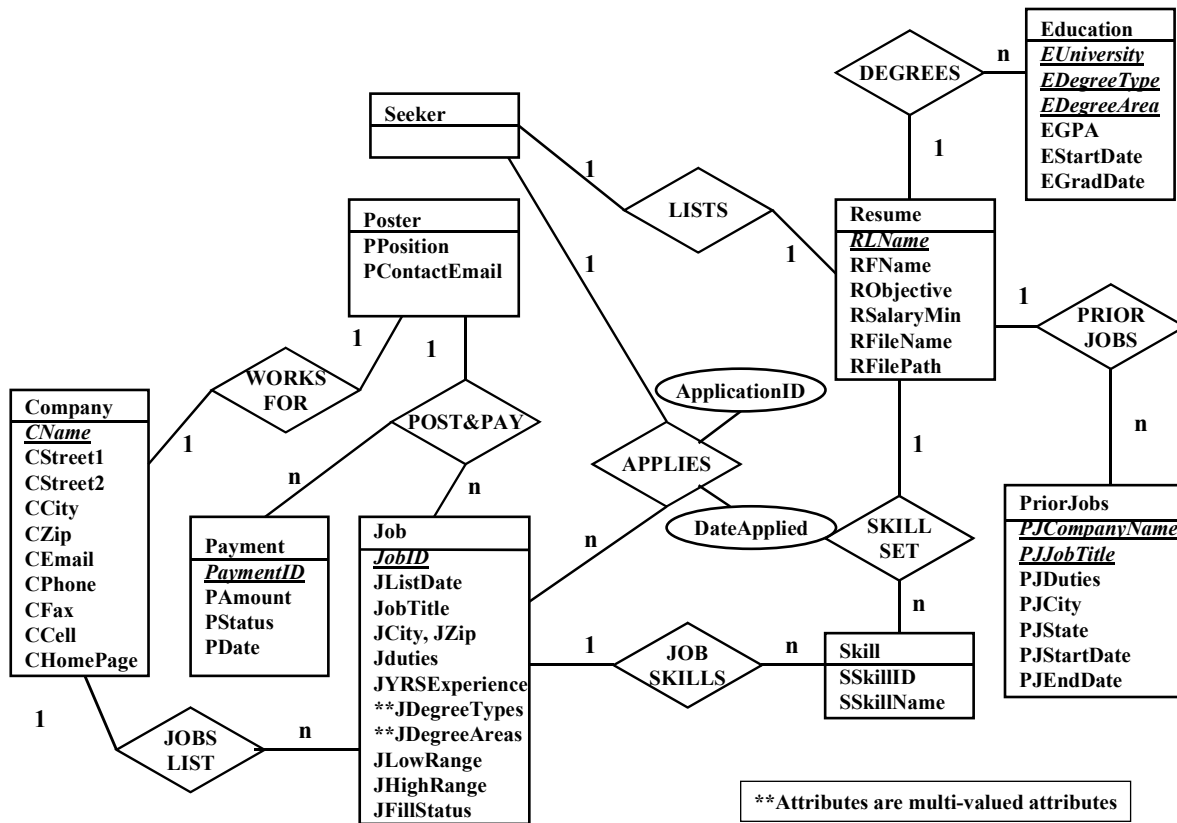 Education
EUniversity
EDegreeType
EDegreeArea
EGPA
EStartDate
EGradDate
n
DEGREES
1
Seeker
1
LISTS
1
Resume
RLName
RFName
RObjective
RSalaryMin
RFileName
RFilePath
1
PRIOR
JOBS
n
PriorJobs
PJCompanyName
PJJobTitle
PJDuties
PJCity
PJState
PJStartDate
PJEndDate
Poster
PPosition
PContactEmail
1
1
1
WORKS
FOR
1
Company
CName
CStreet1
CStreet2
CCity
CZip
CEmail
CPhone
CFax
CCell
CHomePage
POST&PAY
n
n
ApplicationID
APPLIES
DateApplied
n
1
SKILL
SET
n
Payment
PaymentID
PAmount
PStatus
PDate
Job
JobID
JListDate
JobTitle
JCity, JZip
Jduties
JYRSExperience
**JDegreeTypes
**JDegreeAreas
JLowRange
JHighRange
JFillStatus
1
JOB
SKILLS
n
Skill
SSkillID
SSkillName
1
JOBS
LIST
n
**Attributes are multi-valued attributes